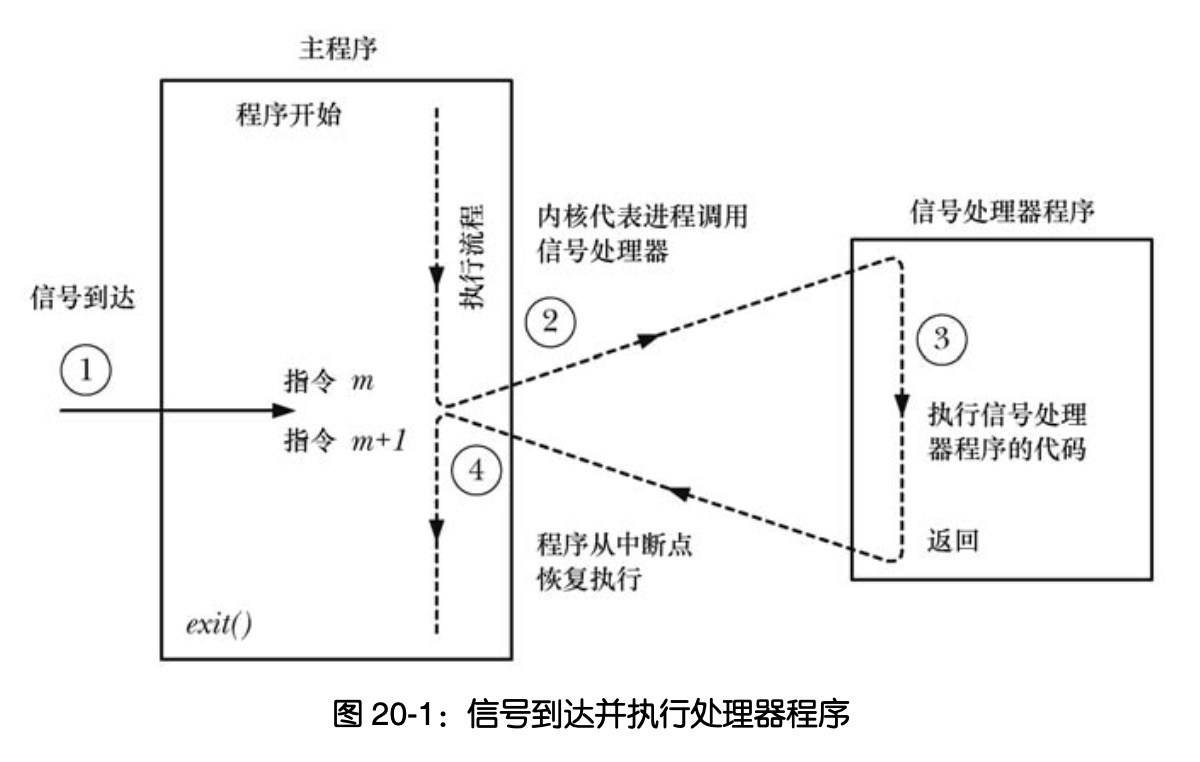 主程序
程序开始
执行流程
内核代表进程调用
信号处理器
信号处理器程序
信号到达
1
2
3
指令 m
指令 m+1
执行信号处理
器程序的代码
4
程序从中断点
恢复执行
返回
exit()
图 20-1：信号到达并执行处理器程序